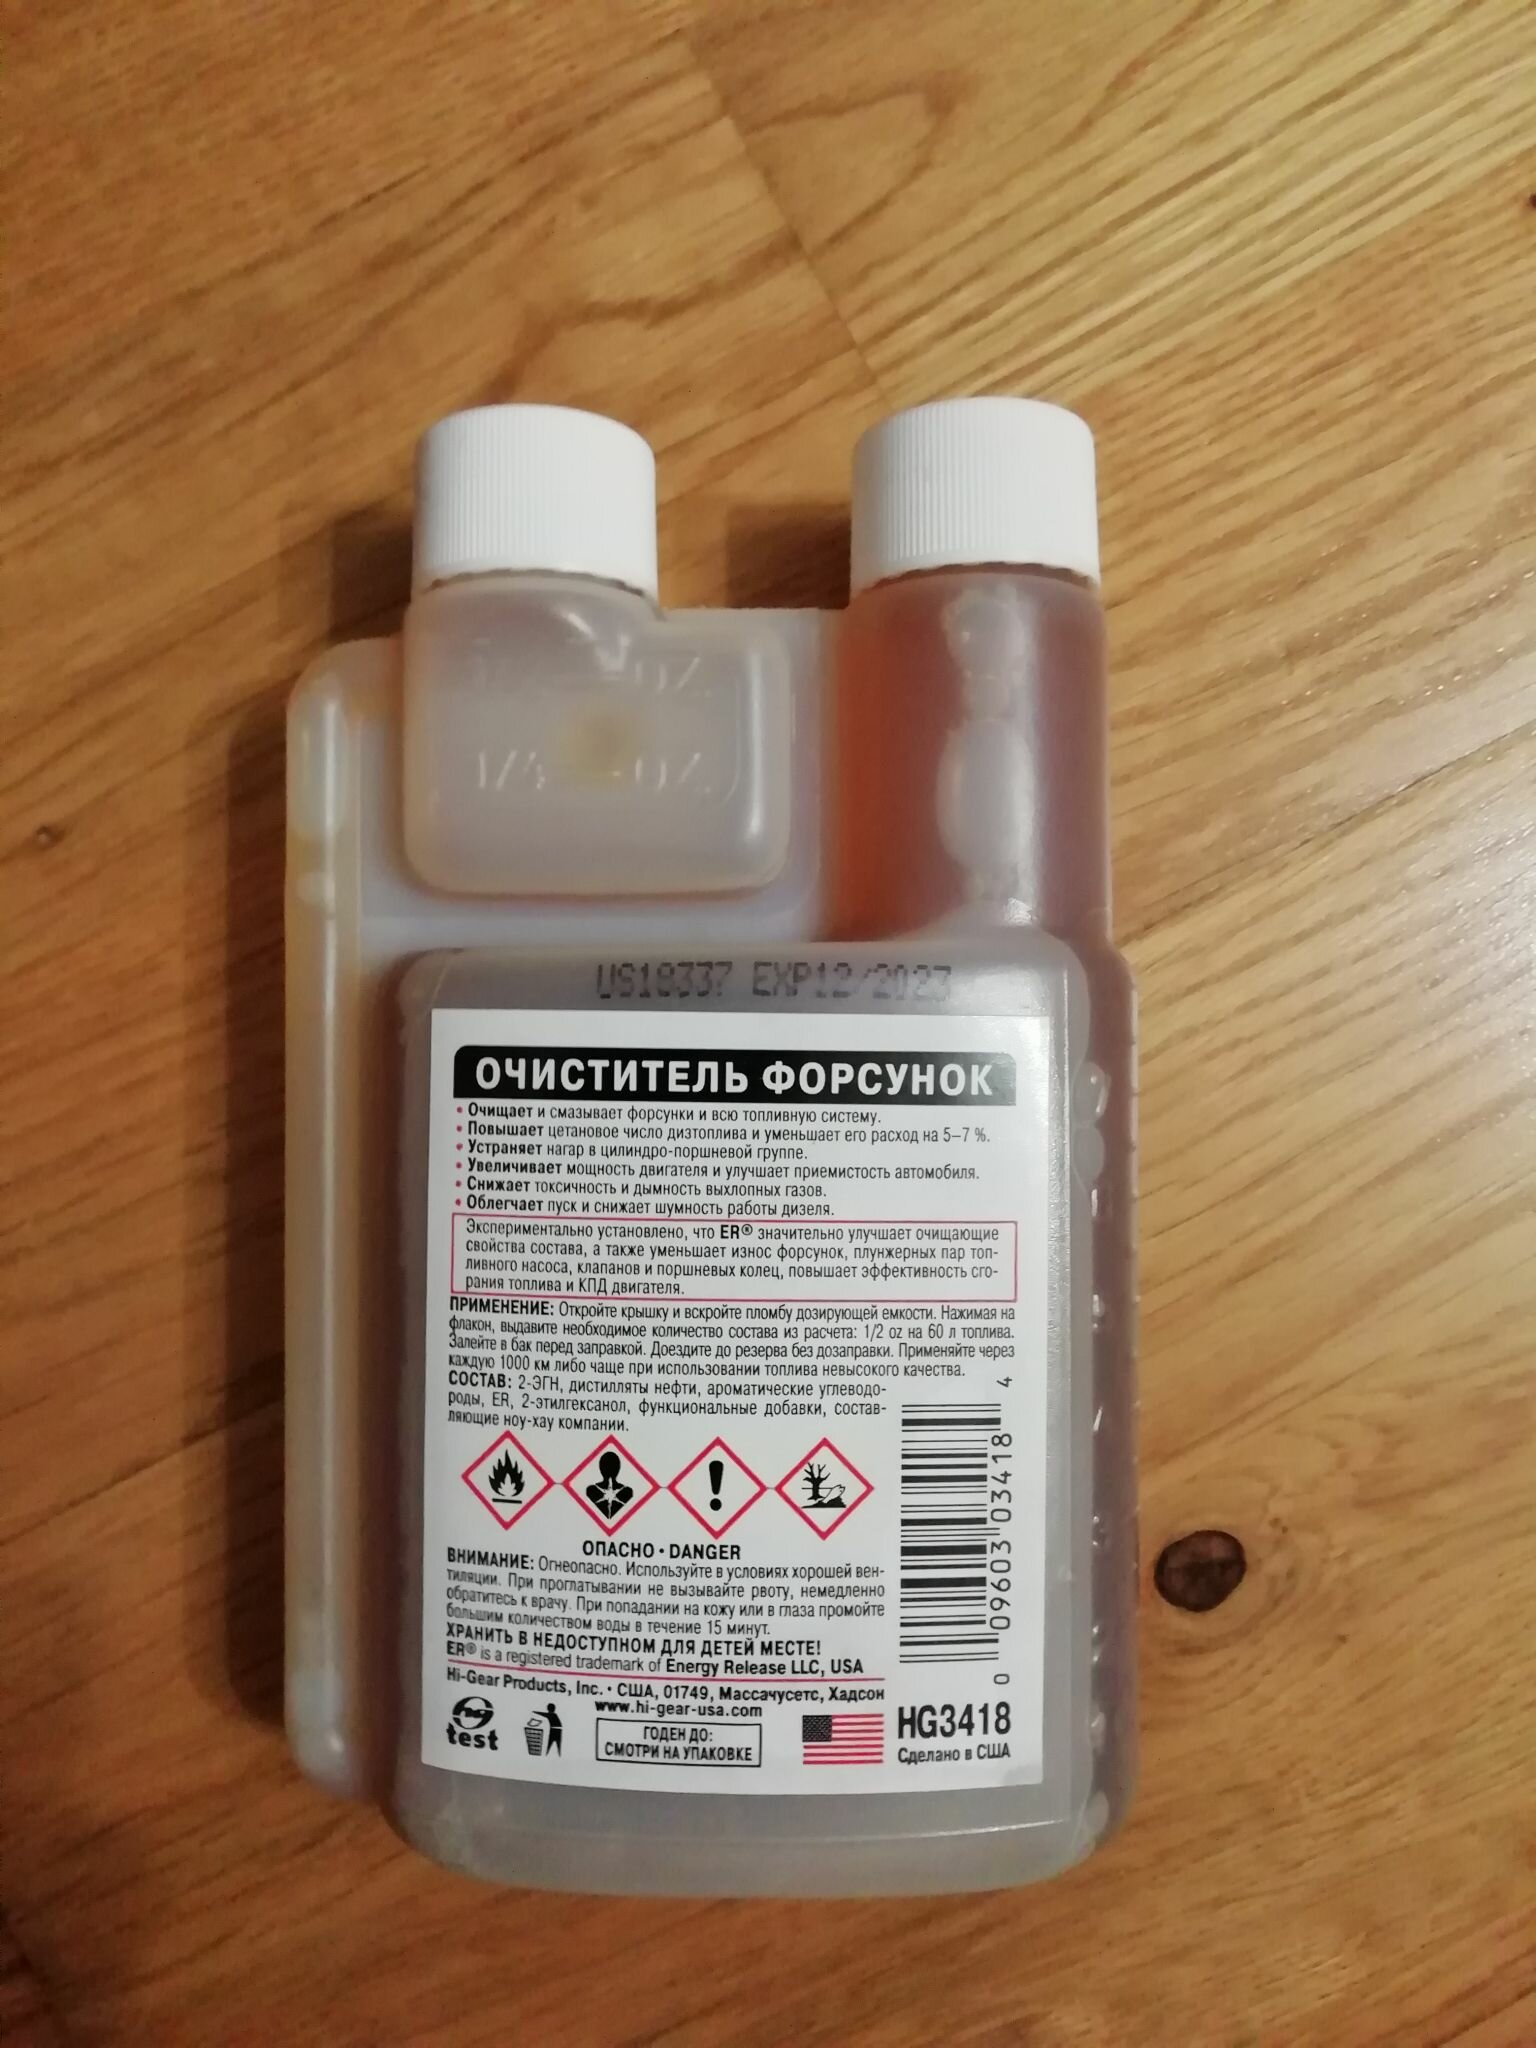 1/2 OZ.
1/4 OZ.
US18337 EXP12/2023
ОЧИСТИТЕЛЬ ФОРСУНОК
• Очищает и смазывает форсунки и всю топливную систему.
• Повышает цетановое число дизтоплива и уменьшает его расход на 5–7 %.
• Устраняет нагар в цилиндро-поршневой группе.
• Увеличивает мощность двигателя и улучшает приемистость автомобиля.
• Снижает токсичность и дымность выхлопных газов.
• Облегчает пуск и снижает шумность работы дизеля.
Экспериментально установлено, что ER® значительно улучшает очищающие
свойства состава, а также уменьшает износ форсунок, плунжерных пар топ-
ливного насоса, клапанов и поршневых колец, повышает эффективность сго-
рания топлива и КПД двигателя.
ПРИМЕНЕНИЕ: Откройте крышку и вскройте пломбу дозирующей емкости. Нажимая на
флакон, выдавите необходимое количество состава из расчета: 1/2 oz на 60 л топлива.
Залейте в бак перед заправкой. Доездите до резерва без дозаправки. Применяйте через
каждую 1000 км либо чаще при использовании топлива невысокого качества.
СОСТАВ: 2-ЭГН, дистилляты нефти, ароматические углеводо-
роды, ER, 2-этилгексанол, функциональные добавки, состав-
ляющие ноу-хау компании.
ОПАСНО • DANGER
ВНИМАНИЕ: Огнеопасно. Используйте в условиях хорошей вен-
тиляции. При проглатывании не вызывайте рвоту, немедленно
обратитесь к врачу. При попадании на кожу или в глаза промойте
большим количеством воды в течение 15 минут.
ХРАНИТЬ В НЕДОСТУПНОМ ДЛЯ ДЕТЕЙ МЕСТЕ!
ER® is a registered trademark of Energy Release LLC, USA
Hi-Gear Products, Inc. • США, 01749, Массачусетс, Хадсон
www.hi-gear-usa.com
test
ГОДЕН ДО:
СМОТРИ НА УПАКОВКЕ
0 09603 03418 4
HG3418
Сделано в США